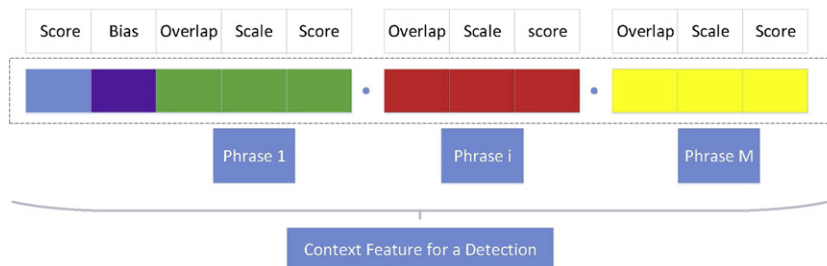 Score Bias Overlap Scale Score Overlap Scale score Overlap Scale Score
Phrase 1 Phrase i Phrase M
Context Feature for a Detection